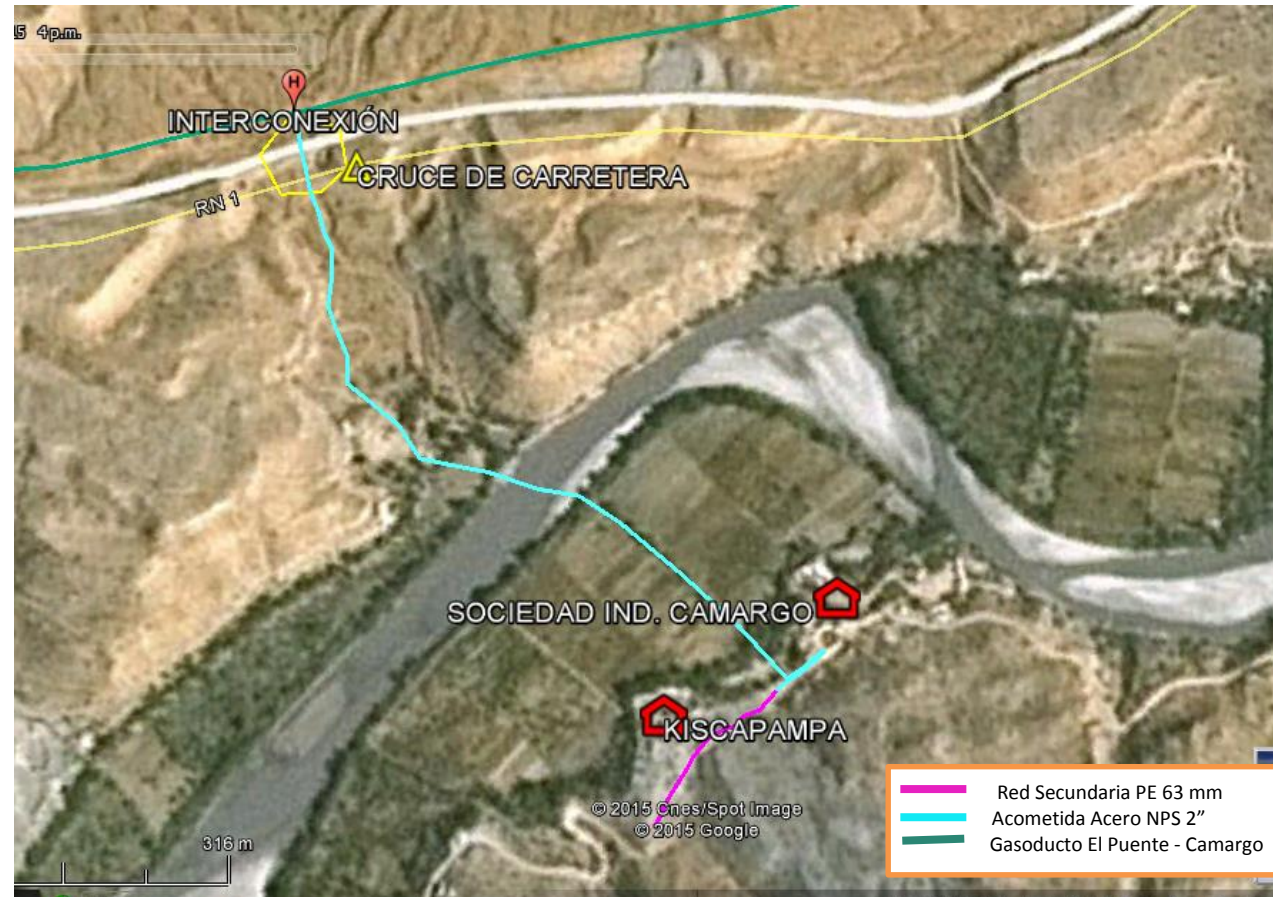 5 4p.m.
H
INTERCONEXIÓN
CRUCE DE CARRETERA
RN 1
SOCIEDAD IND. CAMARGO
KISCAPAMPA
© 2015 Cnes/Spot Image
© 2015 Google
316 m
Red Secundaria PE 63 mm
Acometida Acero NPS 2”
Gasoducto El Puente - Camargo